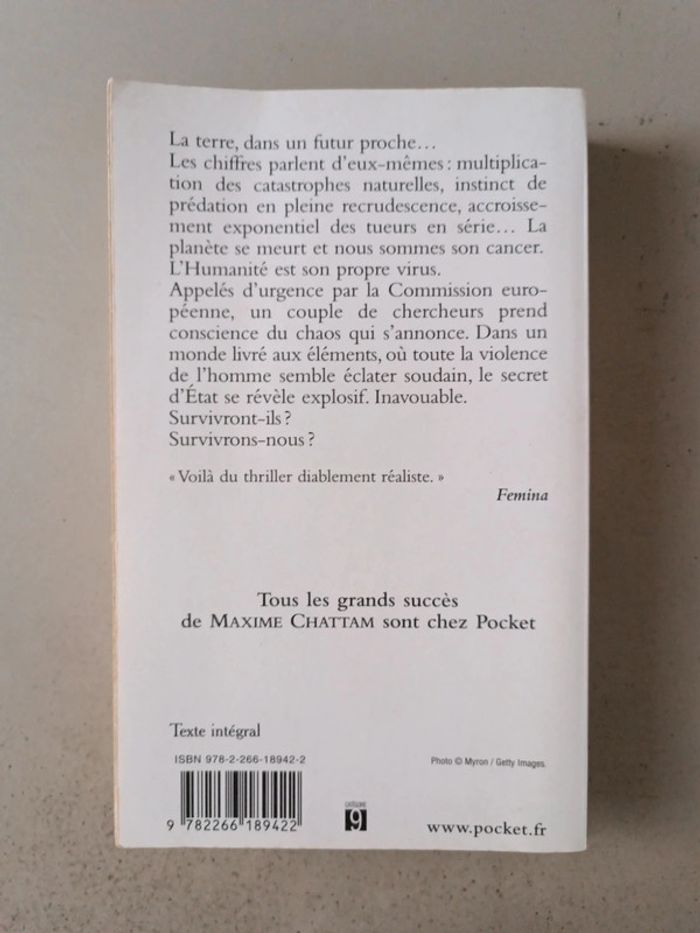 La terre, dans un futur proche…
Les chiffres parlent d'eux-mêmes : multiplica-
tion des catastrophes naturelles, instinct de
prédation en pleine recrudescence, accroisse-
ment exponentiel des tueurs en série… La
planète se meurt et nous sommes son cancer.
L'Humanité est son propre virus.
Appelés d'urgence par la Commission euro-
péenne, un couple de chercheurs prend
conscience du chaos qui s'annonce. Dans un
monde livré aux éléments, où toute la violence
de l'homme semble éclater soudain, le secret
d'État se révèle explosif. Inavouable.
Survivront-ils ?
Survivrons-nous ?
« Voilà du thriller diablement réaliste. »
Femina
Tous les grands succès
de MAXIME CHATTAM sont chez Pocket
Texte intégral
ISBN 978-2-266-18942-2
Photo © Myron / Getty Images.
9 782266 189422
CATÉGORIE
9
www.pocket.fr